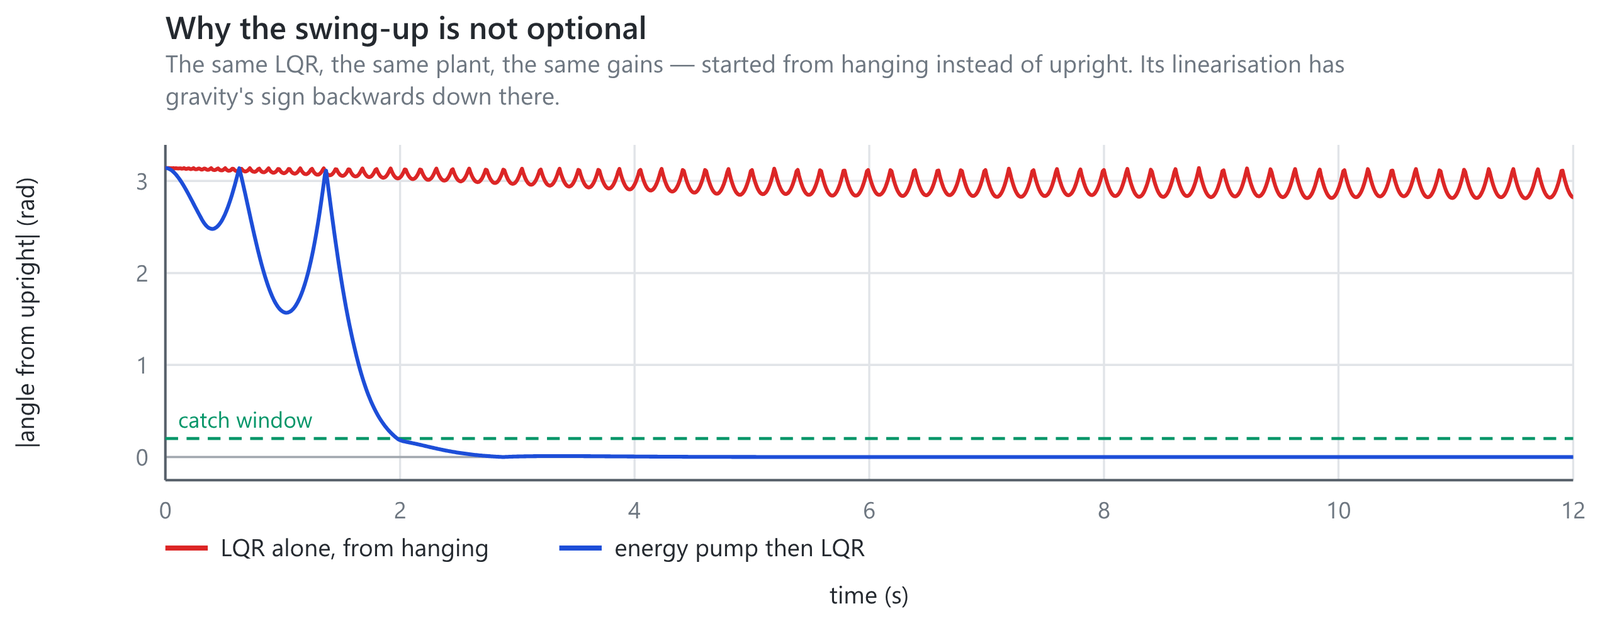 Why the swing-up is not optional
The same LQR, the same plant, the same gains — started from hanging instead of upright. Its linearisation has
gravity's sign backwards down there.
|angle from upright| (rad)
3
2
1
0
catch window
0 2 4 6 8 10 12
LQR alone, from hanging energy pump then LQR
time (s)